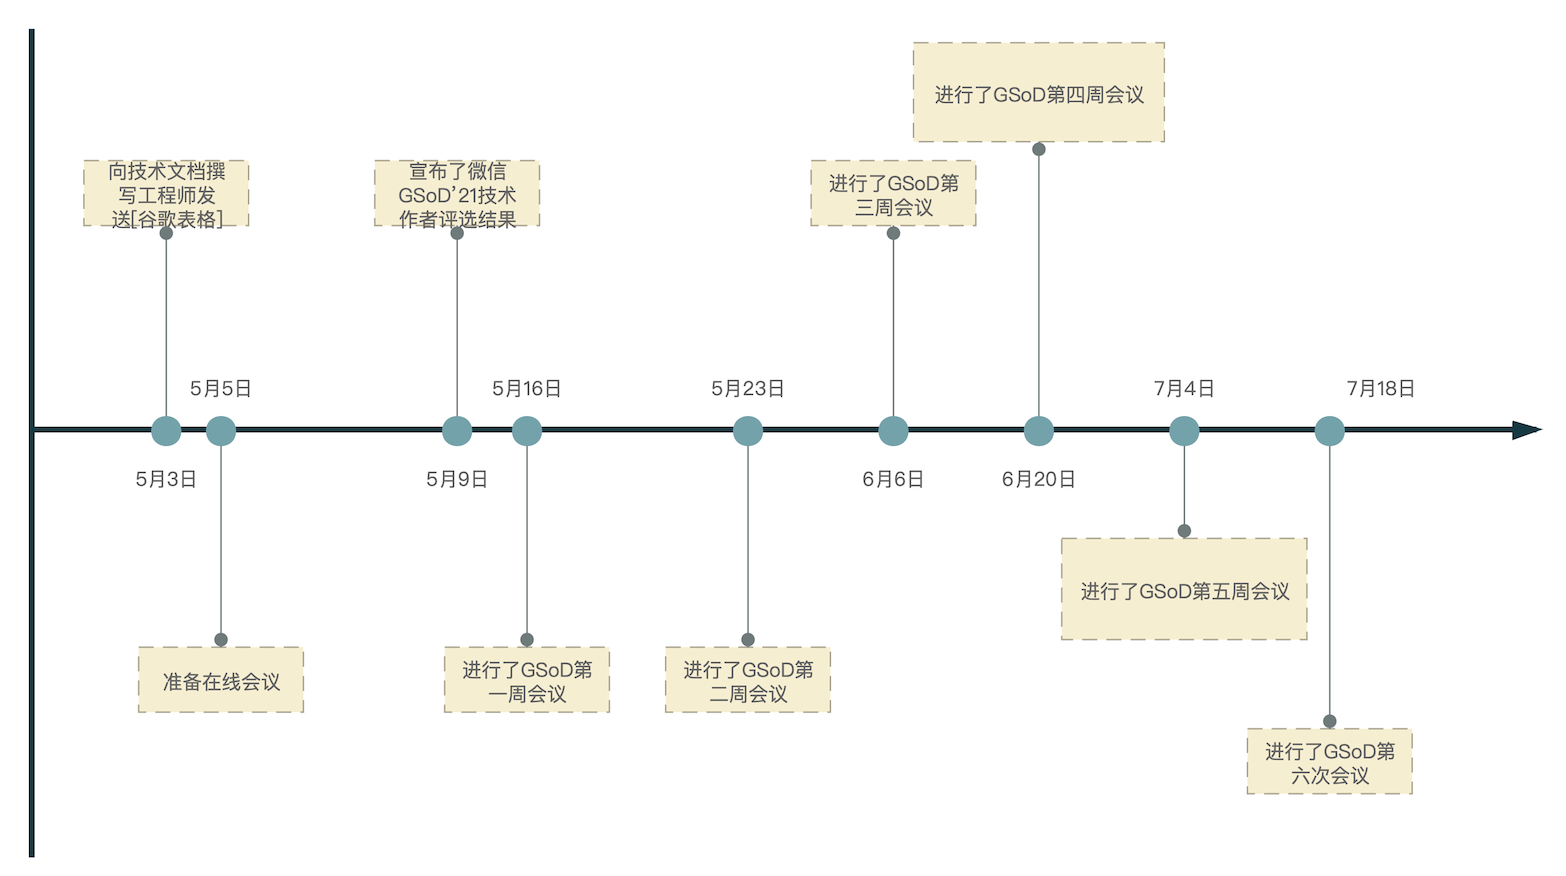 进行了GSoD第四周会议
向技术文档撰
写工程师发
送[谷歌表格]
宣布了微信
GSoD’21技术
作者评选结果
进行了GSoD第
三周会议
5月5日
5月16日
5月23日
7月4日
7月18日
5月3日
5月9日
6月6日
6月20日
进行了GSoD第五周会议
准备在线会议
进行了GSoD第
一周会议
进行了GSoD第
二周会议
进行了GSoD第
六次会议